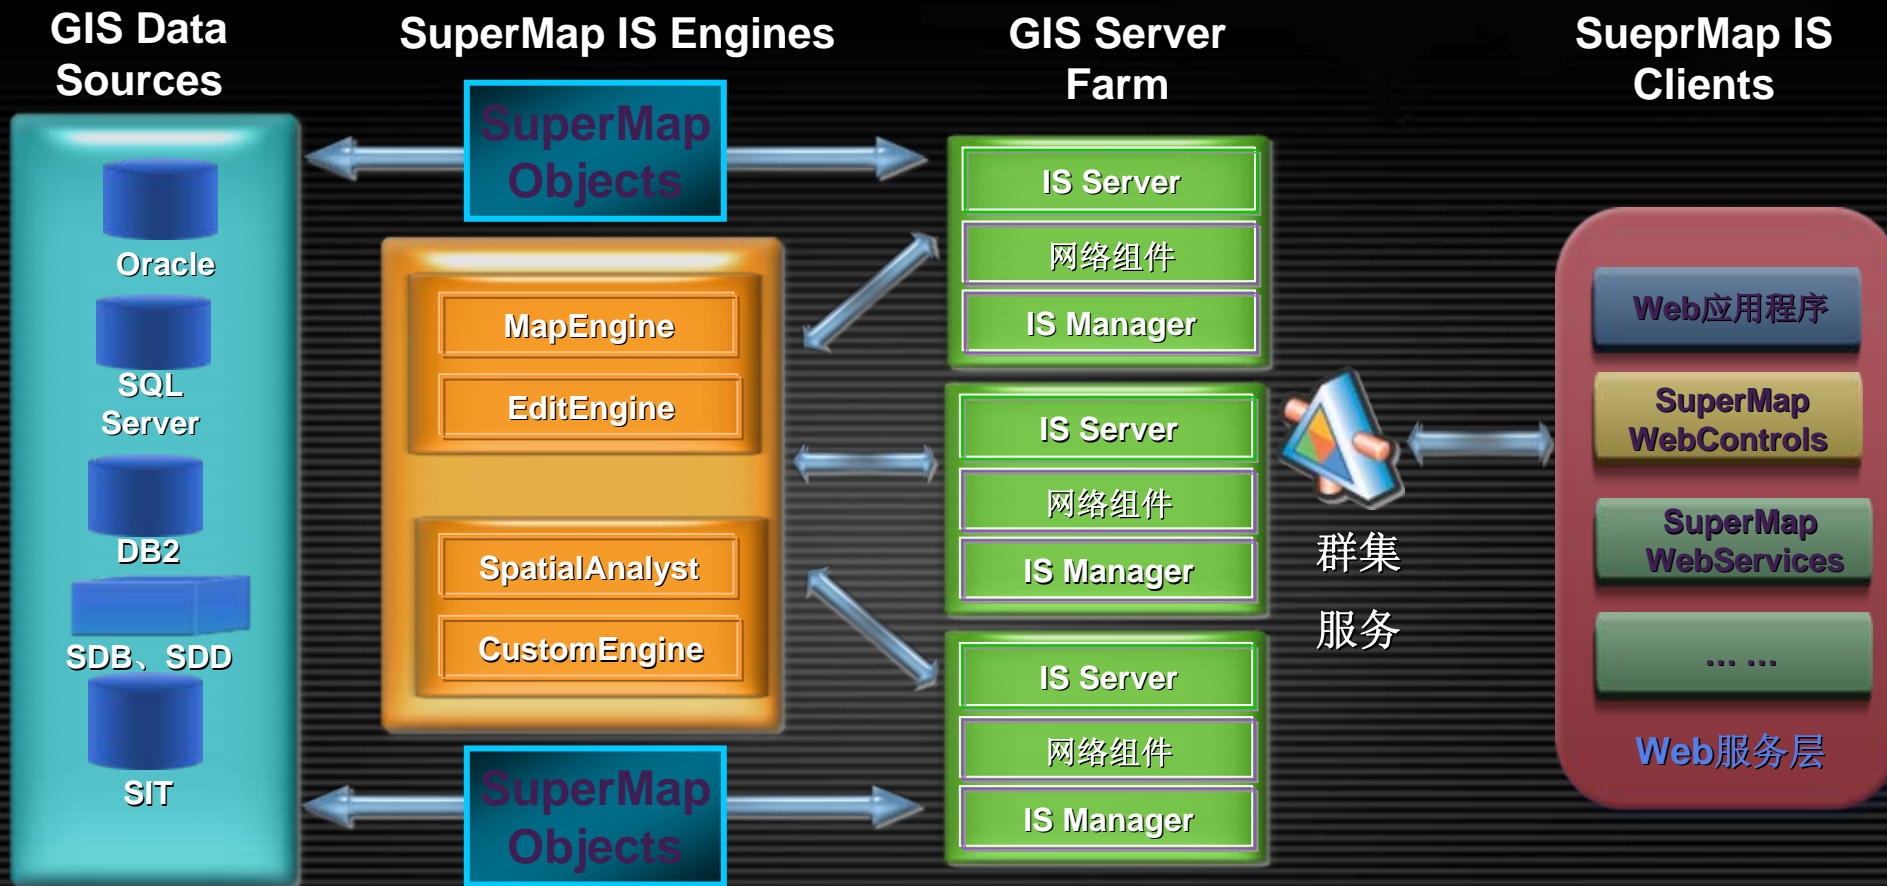 GIS Data
Sources
Oracle
SQL
Server
DB2
SDB、SDD
SIT
SuperMap IS Engines
SuperMap
Objects
MapEngine
EditEngine
SpatialAnalyst
CustomEngine
SuperMap
Objects
GIS Server
Farm
IS Server
网络组件
IS Manager
IS Server
网络组件
IS Manager
IS Server
网络组件
IS Manager
群集
服务
SueprMap IS
Clients
Web应用程序
SuperMap
WebControls
SuperMap
WebServices
... ...
Web服务层